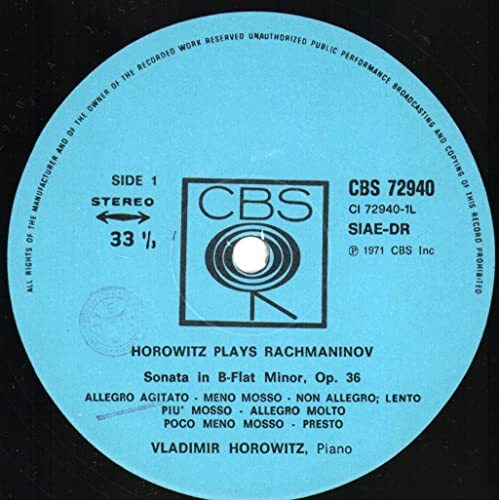 ALL RIGHTS OF THE MANUFACTURER AND OF THE OWNER OF THE RECORDED WORK RESERVED UNAUTHORIZED PUBLIC PERFORMANCE BROADCASTING AND COPYING OF THIS RECORD PROHIBITED
SIDE 1
STEREO
33 ⅓
CBS
CBS 72940
CI 72940-1L
SIAE-DR
℗ 1971 CBS Inc
HOROWITZ PLAYS RACHMANINOV
Sonata in B-Flat Minor, Op. 36
ALLEGRO AGITATO - MENO MOSSO - NON ALLEGRO; LENTO
PIU' MOSSO - ALLEGRO MOLTO
POCO MENO MOSSO - PRESTO
VLADIMIR HOROWITZ, Piano